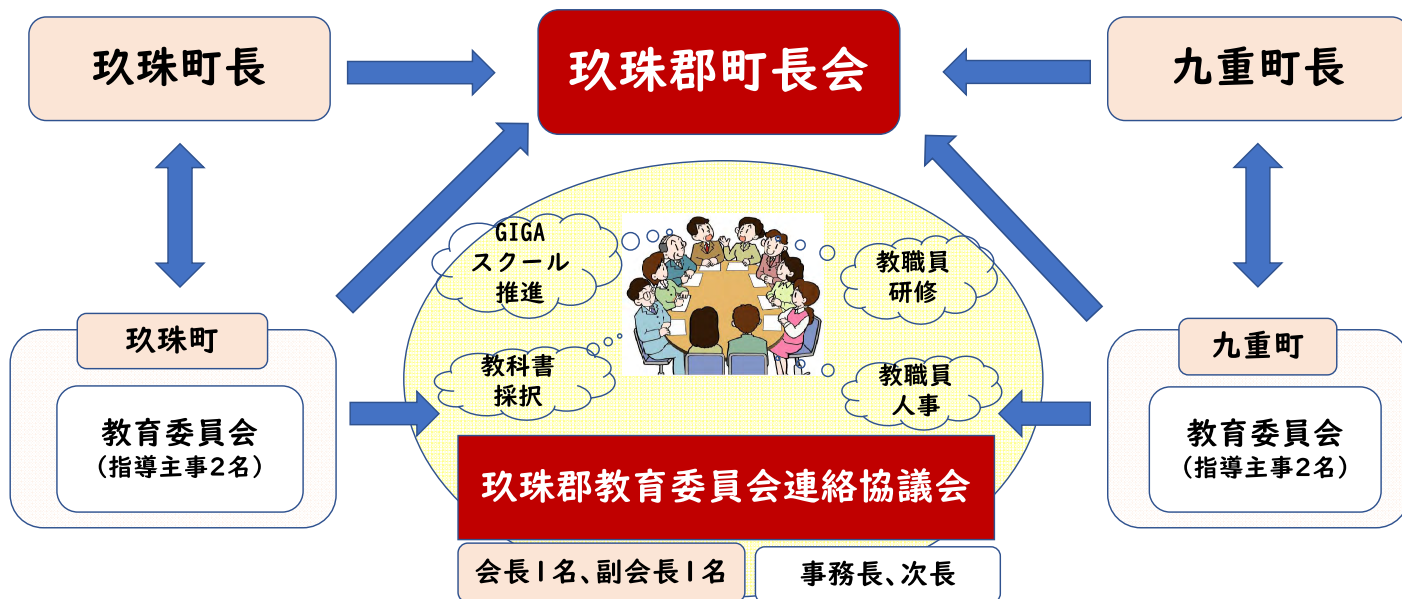 玖珠町長
玖珠郡町長会
九重町長
GIGA
スクール
推進
教職員
研修
玖珠町
九重町
教科書
採択
教職員
人事
教育委員会
(指導主事2名)
教育委員会
(指導主事2名)
玖珠郡教育委員会連絡協議会
会長1名、副会長1名
事務長、次長